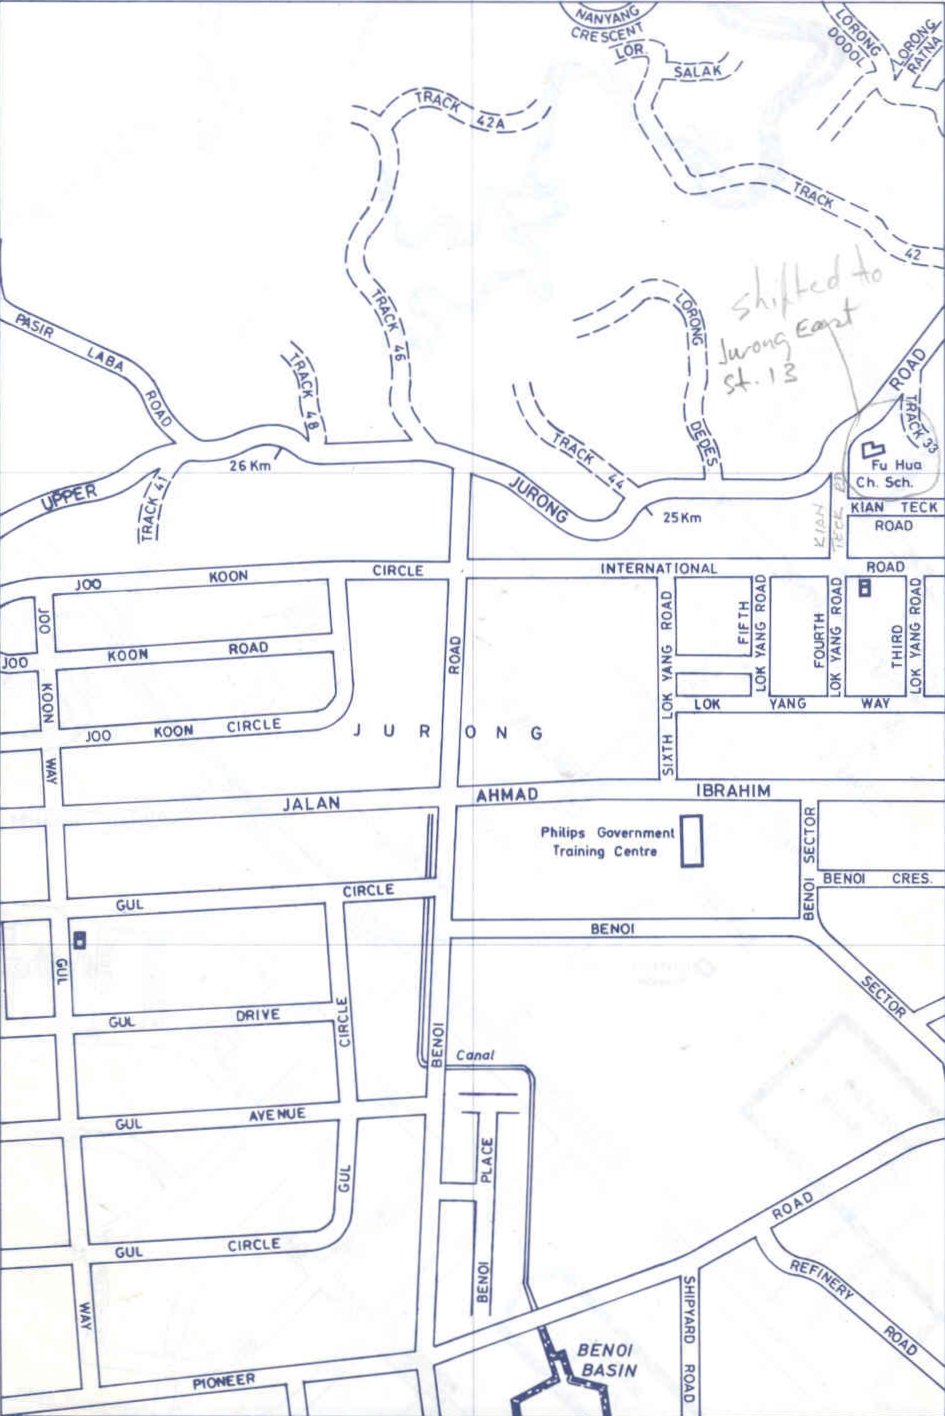 NANYANG
CRESCENT
LORONG
DODOL
LORONG
RATNA
LOR.
SALAK
TRACK 42A
TRACK
42
shifted to
Jurong East
St. 13
PASIR LABA ROAD
TRACK 46
TRACK 48
LORONG
DEDES
ROAD
TRACK 33
TRACK 44
Fu Hua
Ch. Sch.
26 Km
UPPER
TRACK 41
JURONG
25 Km
KIAN TECK
ROAD
KIAN
TECK RD
JOO KOON CIRCLE
INTERNATIONAL ROAD
JOO
KOON
WAY
JOO KOON ROAD
ROAD
SIXTH LOK YANG ROAD
FIFTH
LOK YANG ROAD
FOURTH
LOK YANG ROAD
THIRD
LOK YANG ROAD
LOK YANG WAY
JOO KOON CIRCLE
JURONG
JALAN AHMAD IBRAHIM
Philips Government
Training Centre
BENOI SECTOR
BENOI CRES.
GUL CIRCLE
BENOI
SECTOR
GUL
GUL DRIVE
CIRCLE
BENOI
Canal
GUL AVENUE
PLACE
GUL
BENOI
GUL CIRCLE
WAY
ROAD
REFINERY
ROAD
SHIPYARD ROAD
BENOI
BASIN
PIONEER